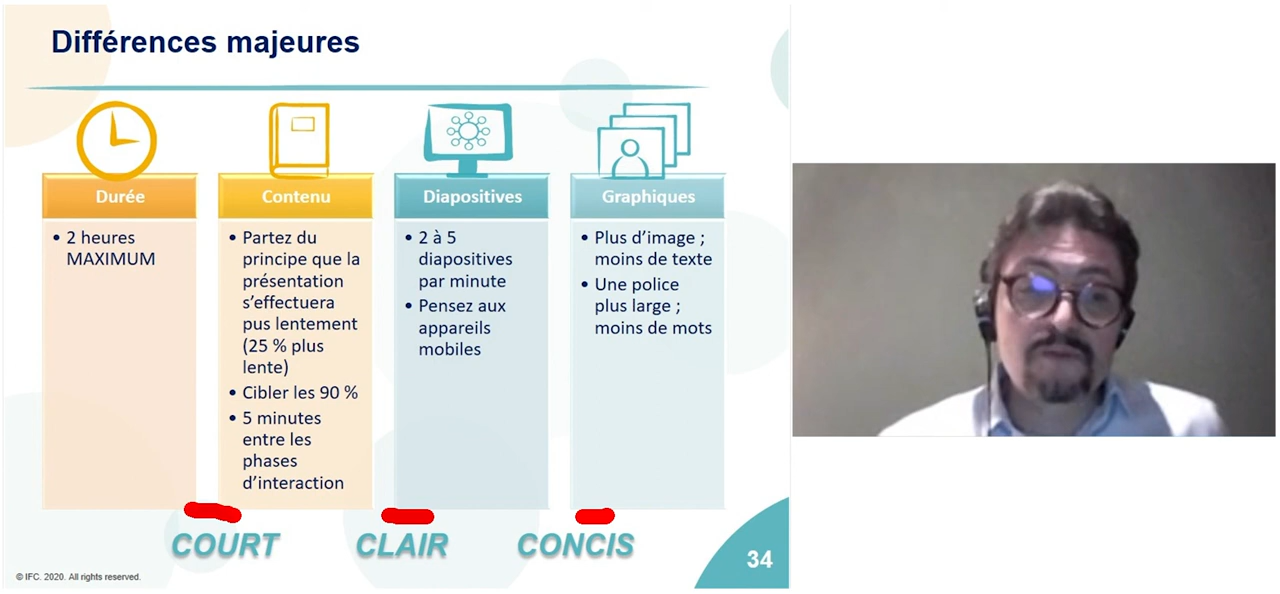 Différences majeures
Durée
• 2 heures
MAXIMUM
Contenu
• Partez du
principe que la
présentation
s’effectuera
pus lentement
(25 % plus
lente)
• Cibler les 90 %
• 5 minutes
entre les
phases
d’interaction
Diapositives
• 2 à 5
diapositives
par minute
• Pensez aux
appareils
mobiles
Graphiques
• Plus d’image ;
moins de texte
• Une police
plus large ;
moins de mots
COURT CLAIR CONCIS
© IFC. 2020. All rights reserved.
34